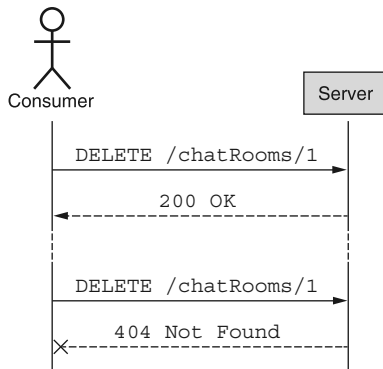 Consumer
Server
DELETE /chatRooms/1
200 OK
DELETE /chatRooms/1
404 Not Found